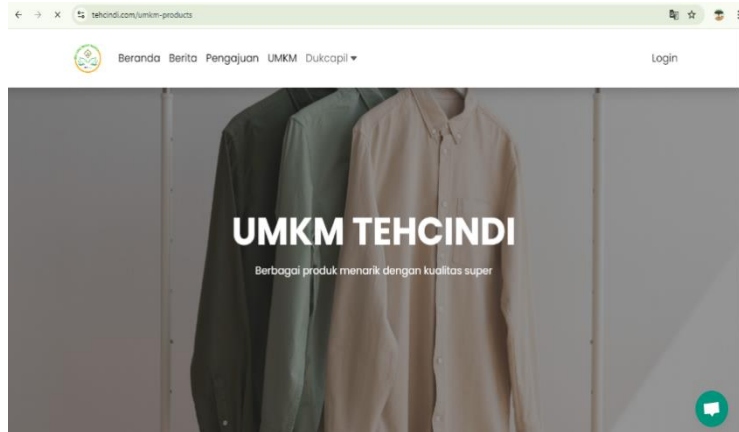 tehcindi.com/umkm-products
Beranda Berita Pengajuan UMKM Dukcapil
Login
UMKM TEHCINDI
Berbagai produk menarik dengan kualitas super